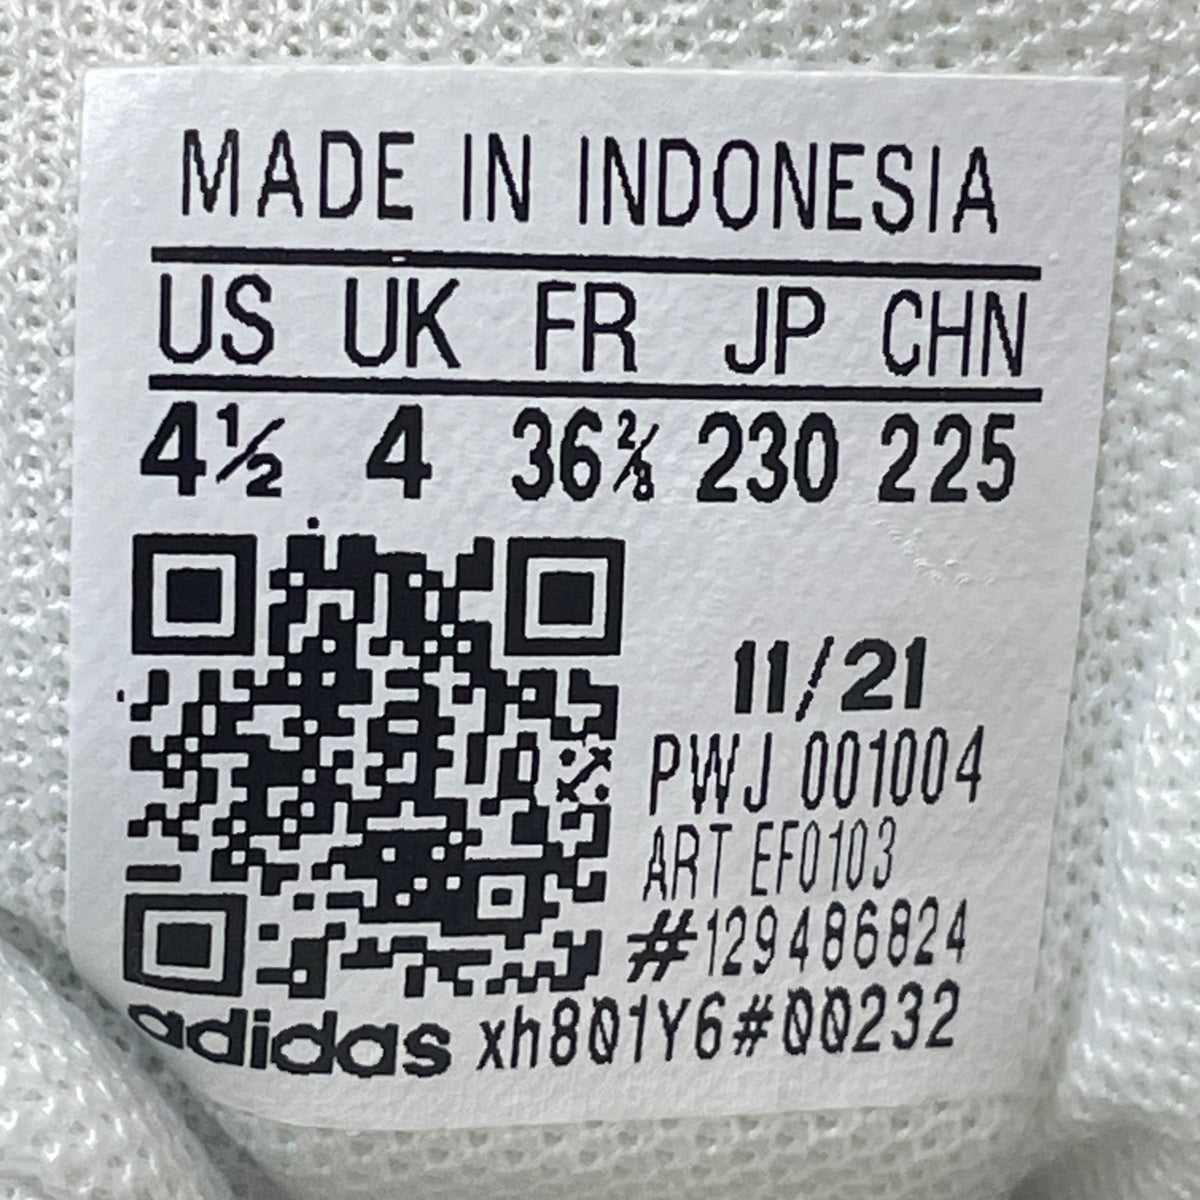 MADE IN INDONESIA
US UK FR JP CHN
4½ 4 36⅔ 230 225
11/21
PWJ 001004
ART EF0103
#129486824
adidas xh801Y6#00232